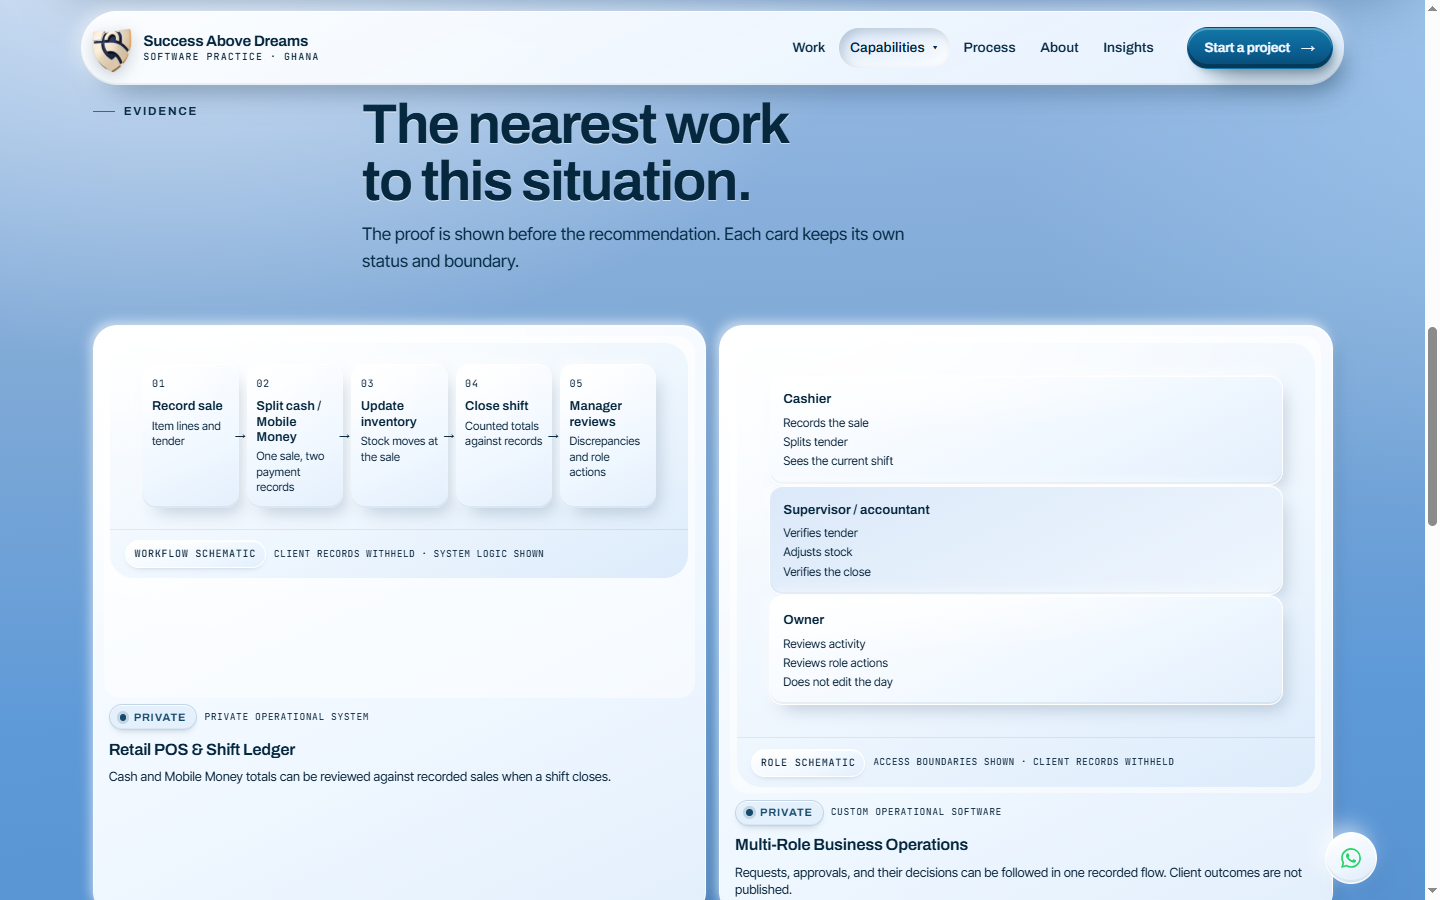 Success Above Dreams
SOFTWARE PRACTICE · GHANA
Work
Capabilities
Process
About
Insights
Start a project →
EVIDENCE
The nearest work
to this situation.
The proof is shown before the recommendation. Each card keeps its own
status and boundary.
01
Record sale
Item lines and
tender
→
02
Split cash /
Mobile
Money
One sale, two
payment
records
→
03
Update
inventory
Stock moves at
the sale
→
04
Close shift
Counted totals
against records
→
05
Manager
reviews
Discrepancies
and role
actions
WORKFLOW SCHEMATIC
CLIENT RECORDS WITHHELD · SYSTEM LOGIC SHOWN
PRIVATE
PRIVATE OPERATIONAL SYSTEM
Retail POS & Shift Ledger
Cash and Mobile Money totals can be reviewed against recorded sales when a shift closes.
Cashier
Records the sale
Splits tender
Sees the current shift
Supervisor / accountant
Verifies tender
Adjusts stock
Verifies the close
Owner
Reviews activity
Reviews role actions
Does not edit the day
ROLE SCHEMATIC
ACCESS BOUNDARIES SHOWN · CLIENT RECORDS WITHHELD
PRIVATE
CUSTOM OPERATIONAL SOFTWARE
Multi-Role Business Operations
Requests, approvals, and their decisions can be followed in one recorded flow. Client outcomes are not
published.